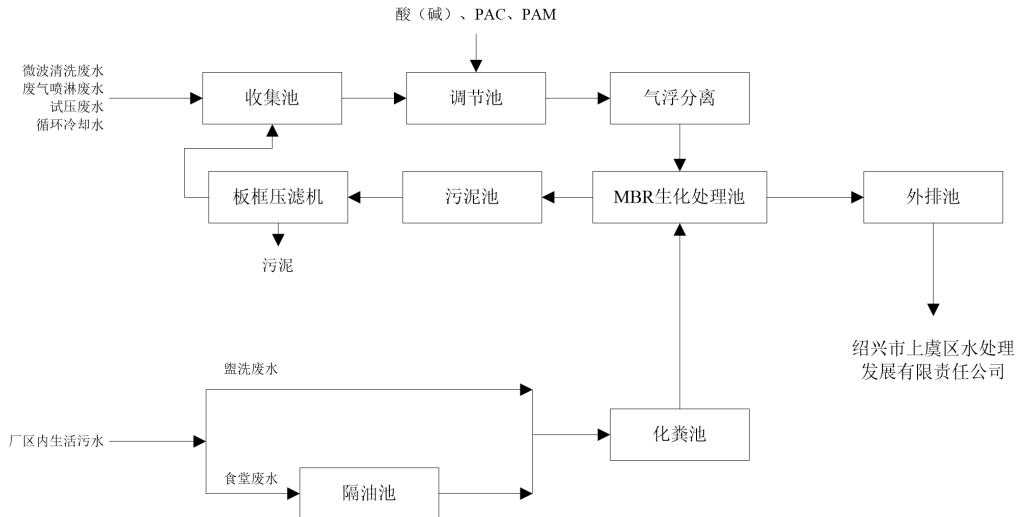 酸（碱）、PAC、PAM
微波清洗废水
废气喷淋废水
试压废水
循环冷却水
收集池
调节池
气浮分离
板框压滤机
污泥池
MBR生化处理池
外排池
污泥
绍兴市上虞区水处理
发展有限责任公司
盥洗废水
厂区内生活污水
化粪池
食堂废水
隔油池